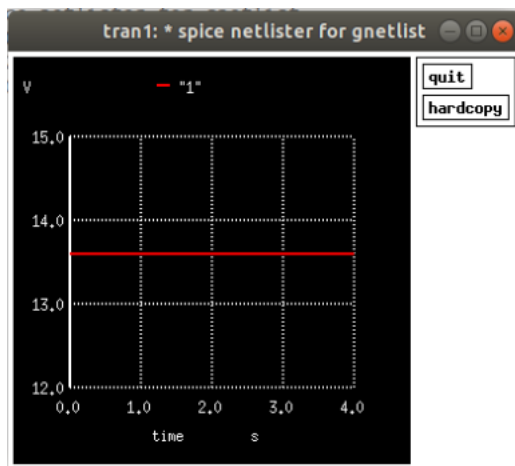 tran1: * spice netlister for gnetlist
quit
hardcopy
V "1"
15.0
14.0
13.0
12.0
0.0 1.0 2.0 3.0 4.0
time s